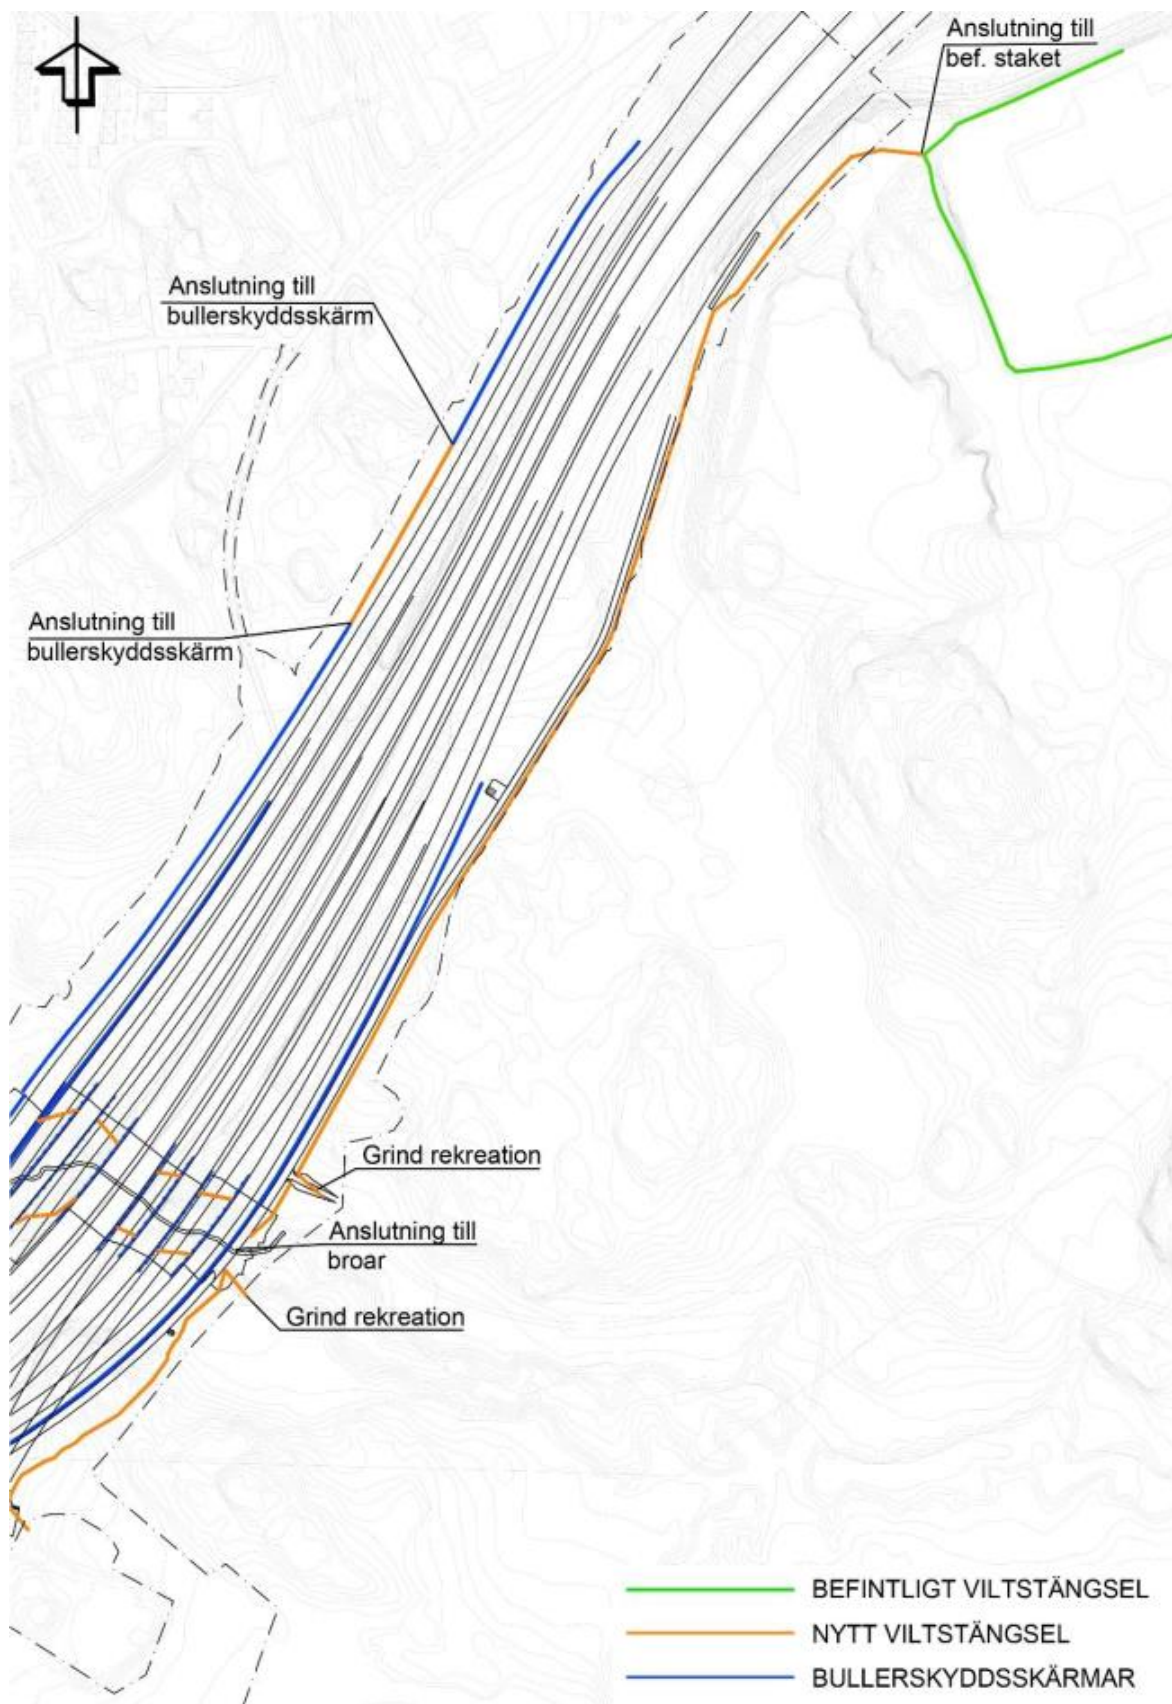 Anslutning till
bef. staket
Anslutning till
bullerskyddsskärm
Anslutning till
bullerskyddsskärm
Grind rekreation
Anslutning till
broar
Grind rekreation
BEFINTLIGT VILTSTÄNGSEL
NYTT VILTSTÄNGSEL
BULLERSKYDDSSKÄRMAR